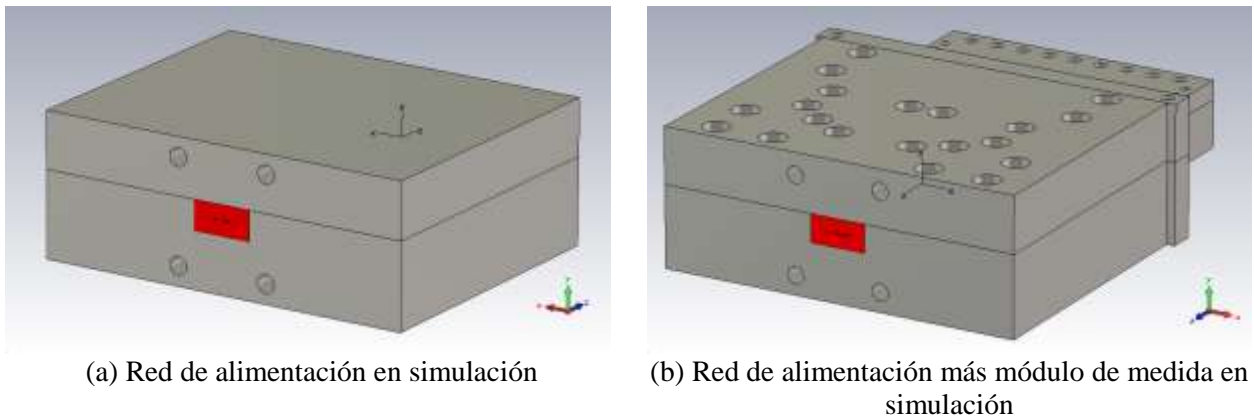 (a) Red de alimentación en simulación
(b) Red de alimentación más módulo de medida en
simulación